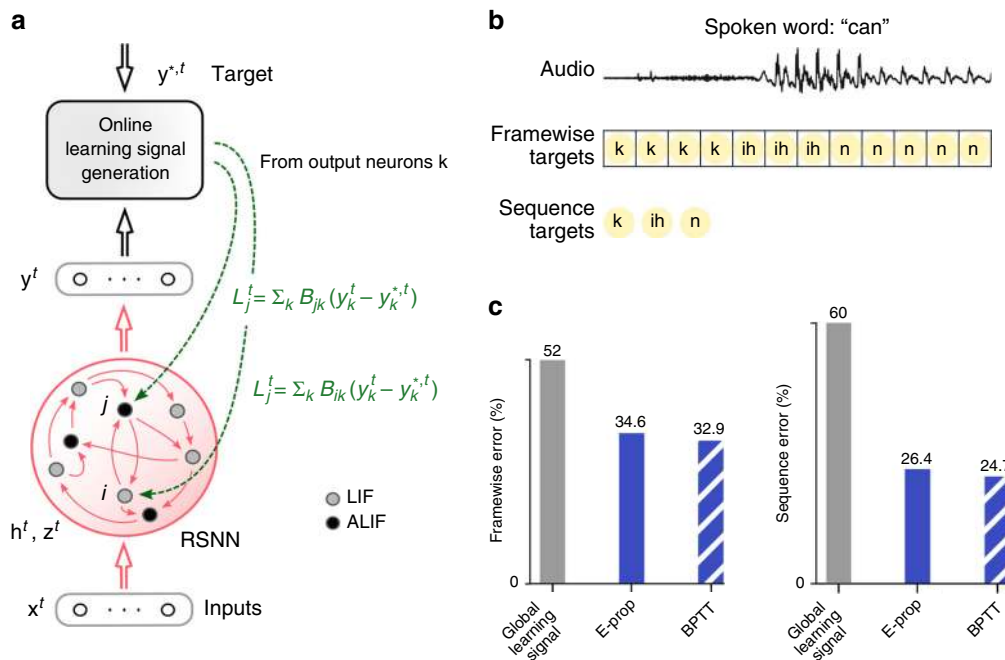 a
y*,t Target
Online
learning signal
generation
From output neurons k
y^t
. . .
L_j^t = Σ_k B_jk (y_k^t − y_k^*,t)
L_j^t = Σ_k B_ik (y_k^t − y_k^*,t)
j
i
LIF
ALIF
h^t, z^t
RSNN
x^t
. . .
Inputs
b
Spoken word: “can”
Audio
Framewise
targets
k k k k ih ih ih n n n n n
Sequence
targets
k ih n
c
Framewise error (%)
52
34.6
32.9
0
Global
learning
signal
E-prop
BPTT
Sequence error (%)
60
26.4
24.7
0
Global
learning
signal
E-prop
BPTT